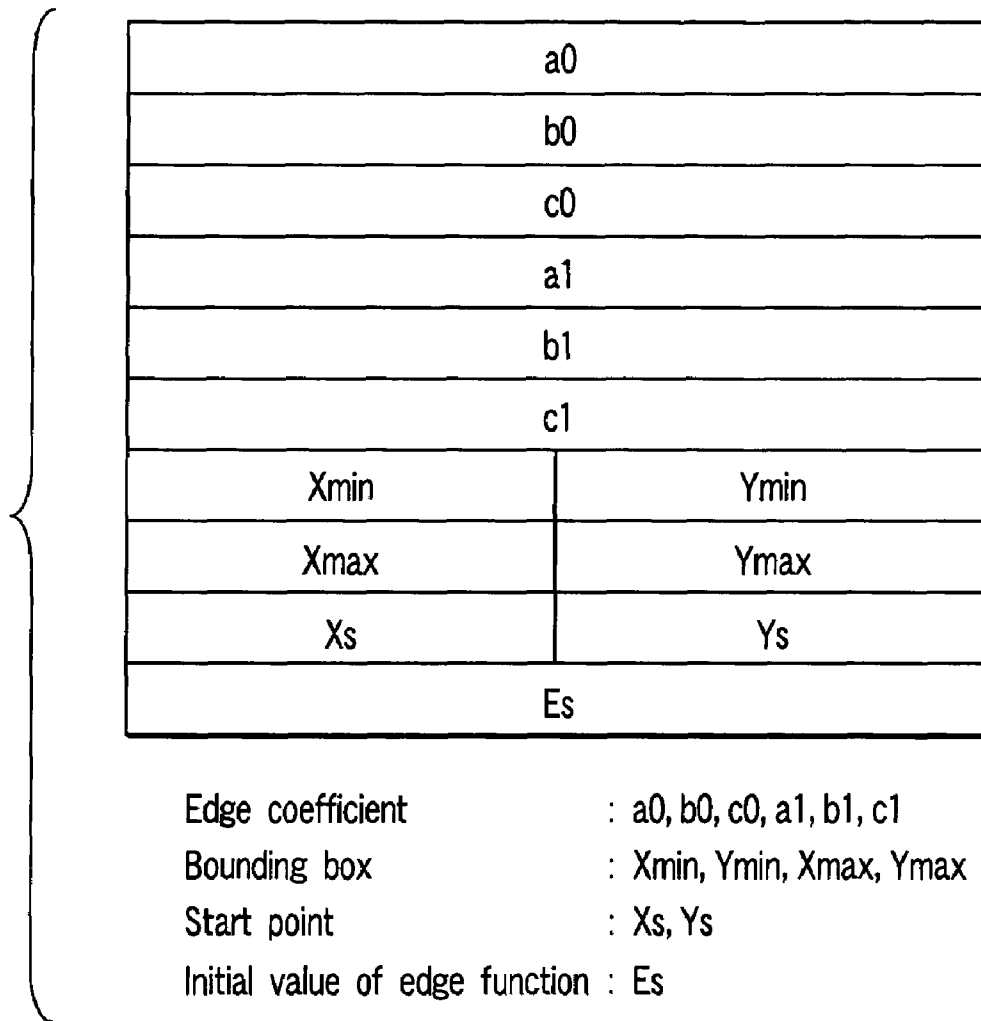 a0
b0
c0
a1
b1
c1
Xmin Ymin
Xmax Ymax
Xs Ys
Es
Edge coefficient : a0, b0, c0, a1, b1, c1
Bounding box : Xmin, Ymin, Xmax, Ymax
Start point : Xs, Ys
Initial value of edge function : Es